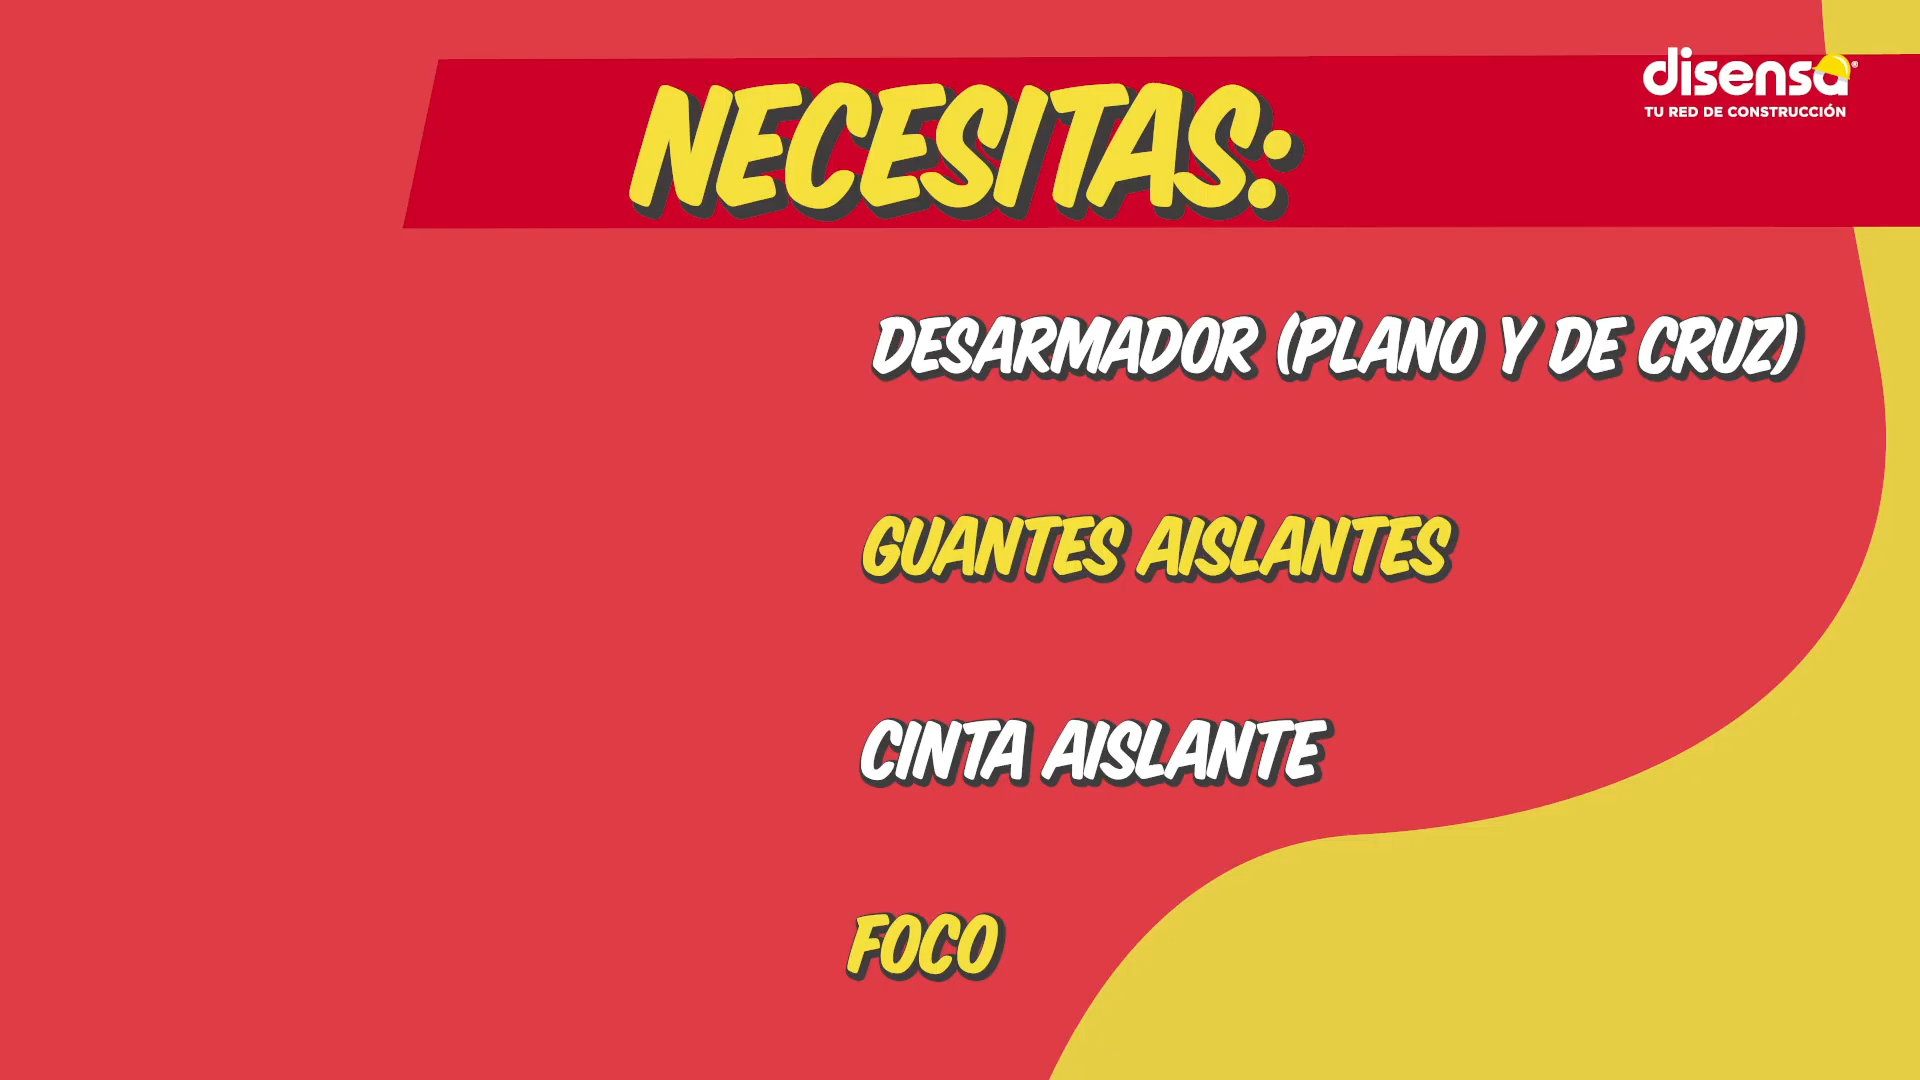 NECESITAS:
disensa®
TU RED DE CONSTRUCCIÓN
DESARMADOR (PLANO Y DE CRUZ)
GUANTES AISLANTES
CINTA AISLANTE
FOCO